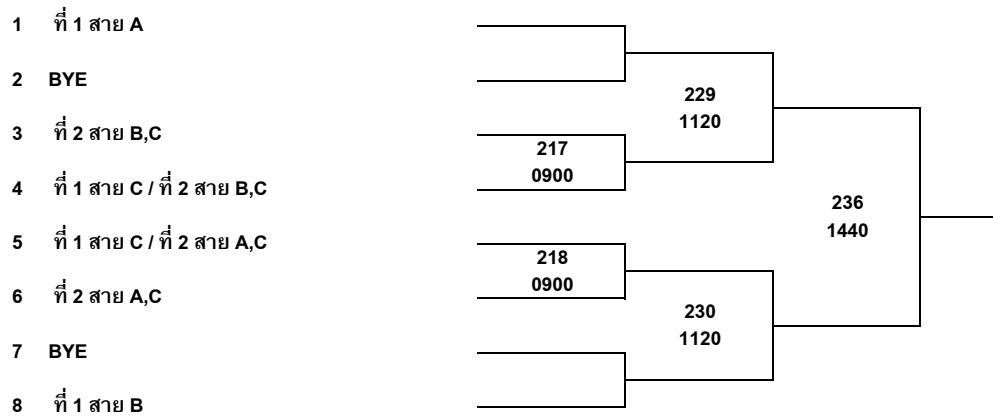 1 ที่ 1 สาย A
2 BYE
229
1120
3 ที่ 2 สาย B,C
217
0900
4 ที่ 1 สาย C / ที่ 2 สาย B,C
236
1440
5 ที่ 1 สาย C / ที่ 2 สาย A,C
218
0900
6 ที่ 2 สาย A,C
230
1120
7 BYE
8 ที่ 1 สาย B